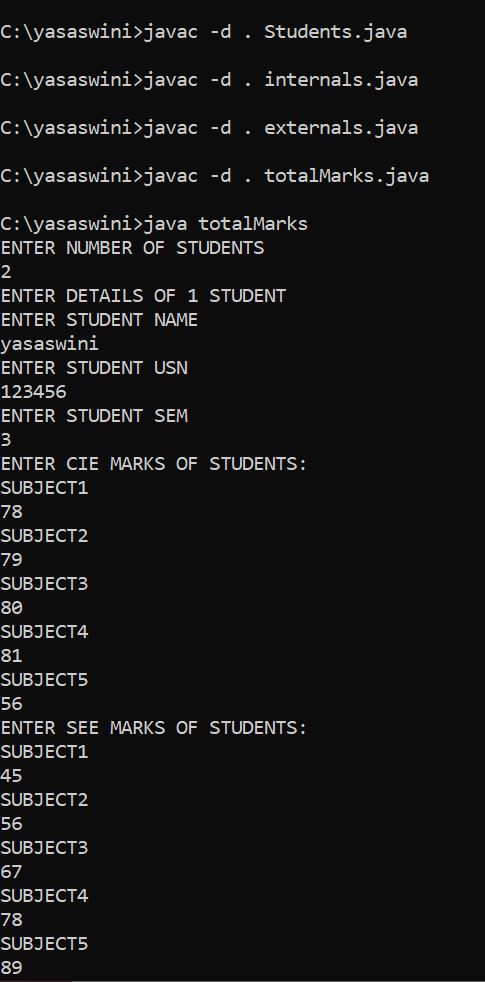 C:\yasaswini>javac -d . Students.java
C:\yasaswini>javac -d . internals.java
C:\yasaswini>javac -d . externals.java
C:\yasaswini>javac -d . totalMarks.java
C:\yasaswini>java totalMarks
ENTER NUMBER OF STUDENTS
2
ENTER DETAILS OF 1 STUDENT
ENTER STUDENT NAME
yasaswini
ENTER STUDENT USN
123456
ENTER STUDENT SEM
3
ENTER CIE MARKS OF STUDENTS:
SUBJECT1
78
SUBJECT2
79
SUBJECT3
80
SUBJECT4
81
SUBJECT5
56
ENTER SEE MARKS OF STUDENTS:
SUBJECT1
45
SUBJECT2
56
SUBJECT3
67
SUBJECT4
78
SUBJECT5
89